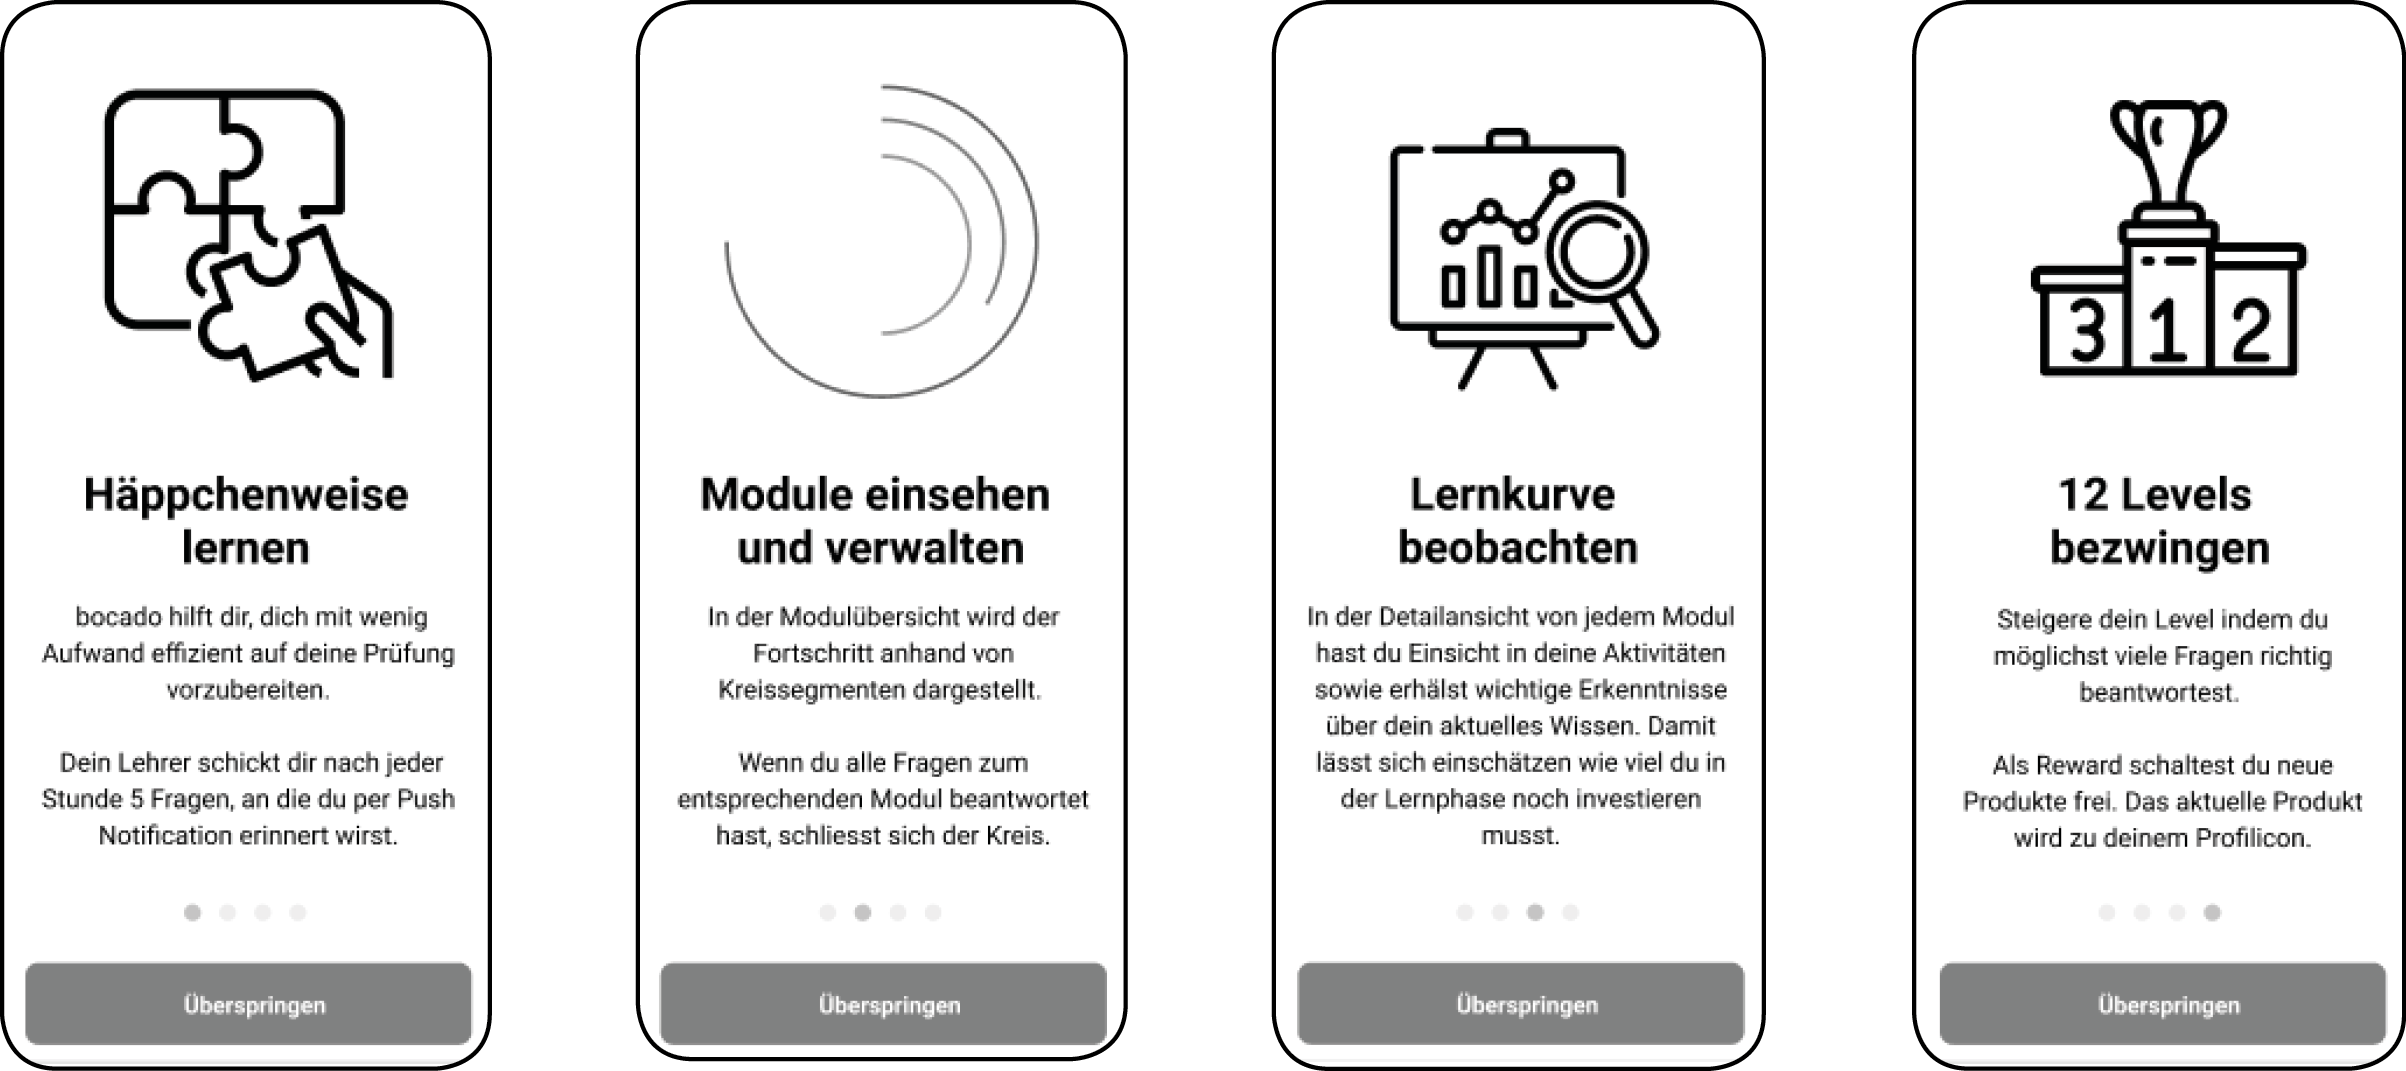 Häppchenweise
lernen
bocado hilft dir, dich mit wenig
Aufwand effizient auf deine Prüfung
vorzubereiten.
Dein Lehrer schickt dir nach jeder
Stunde 5 Fragen, an die du per Push
Notification erinnert wirst.
Überspringen
Module einsehen
und verwalten
In der Modulübersicht wird der
Fortschritt anhand von
Kreissegmenten dargestellt.
Wenn du alle Fragen zum
entsprechenden Modul beantwortet
hast, schliesst sich der Kreis.
Überspringen
Lernkurve
beobachten
In der Detailansicht von jedem Modul
hast du Einsicht in deine Aktivitäten
sowie erhälst wichtige Erkenntnisse
über dein aktuelles Wissen. Damit
lässt sich einschätzen wie viel du in
der Lernphase noch investieren
musst.
Überspringen
3 1 2
12 Levels
bezwingen
Steigere dein Level indem du
möglichst viele Fragen richtig
beantwortest.
Als Reward schaltest du neue
Produkte frei. Das aktuelle Produkt
wird zu deinem Profilicon.
Überspringen